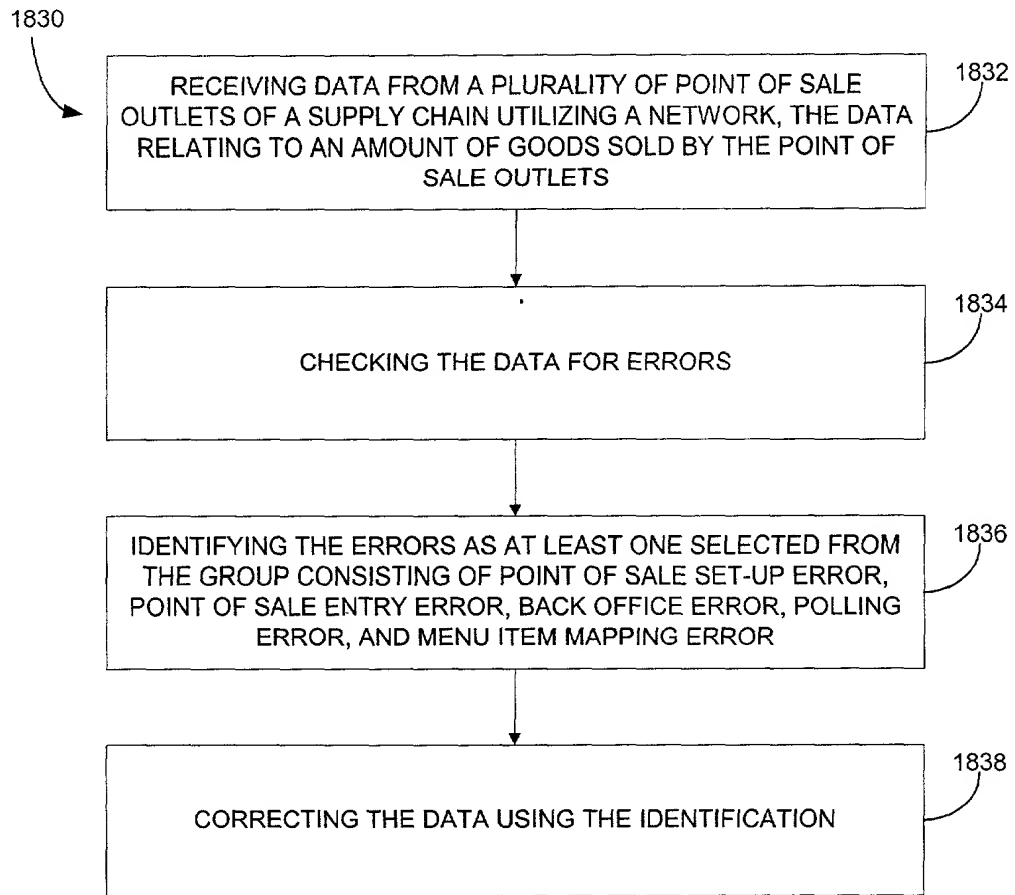 1830
RECEIVING DATA FROM A PLURALITY OF POINT OF SALE
OUTLETS OF A SUPPLY CHAIN UTILIZING A NETWORK, THE DATA
RELATING TO AN AMOUNT OF GOODS SOLD BY THE POINT OF
SALE OUTLETS
1832
CHECKING THE DATA FOR ERRORS
1834
IDENTIFYING THE ERRORS AS AT LEAST ONE SELECTED FROM
THE GROUP CONSISTING OF POINT OF SALE SET-UP ERROR,
POINT OF SALE ENTRY ERROR, BACK OFFICE ERROR, POLLING
ERROR, AND MENU ITEM MAPPING ERROR
1836
CORRECTING THE DATA USING THE IDENTIFICATION
1838